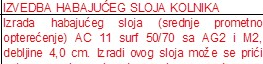 IZVEDBA HABAJUĆEG SLOJA KOLNIKA
Izrada habajućeg sloja (srednje prometno
opterećenje) AC 11 surf 50/70 sa AG2 i M2,
debljine 4,0 cm. Izradi ovog sloja može se prići